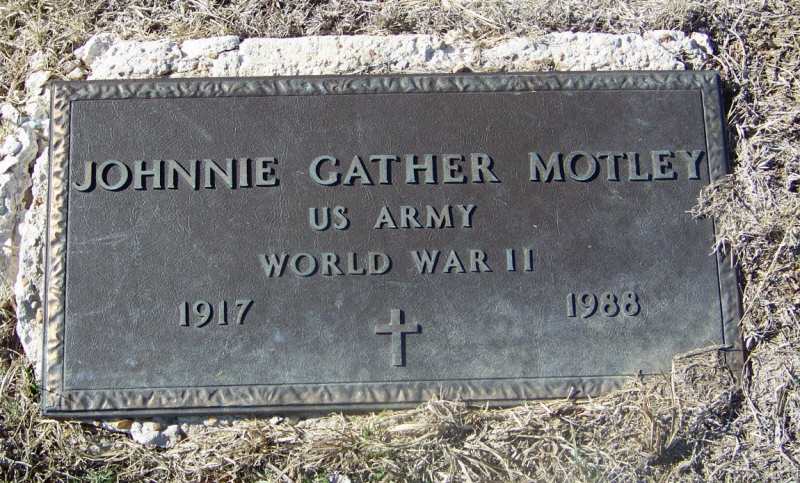 JOHNNIE GATHER MOTLEY
US ARMY
WORLD WAR II
1917 1988